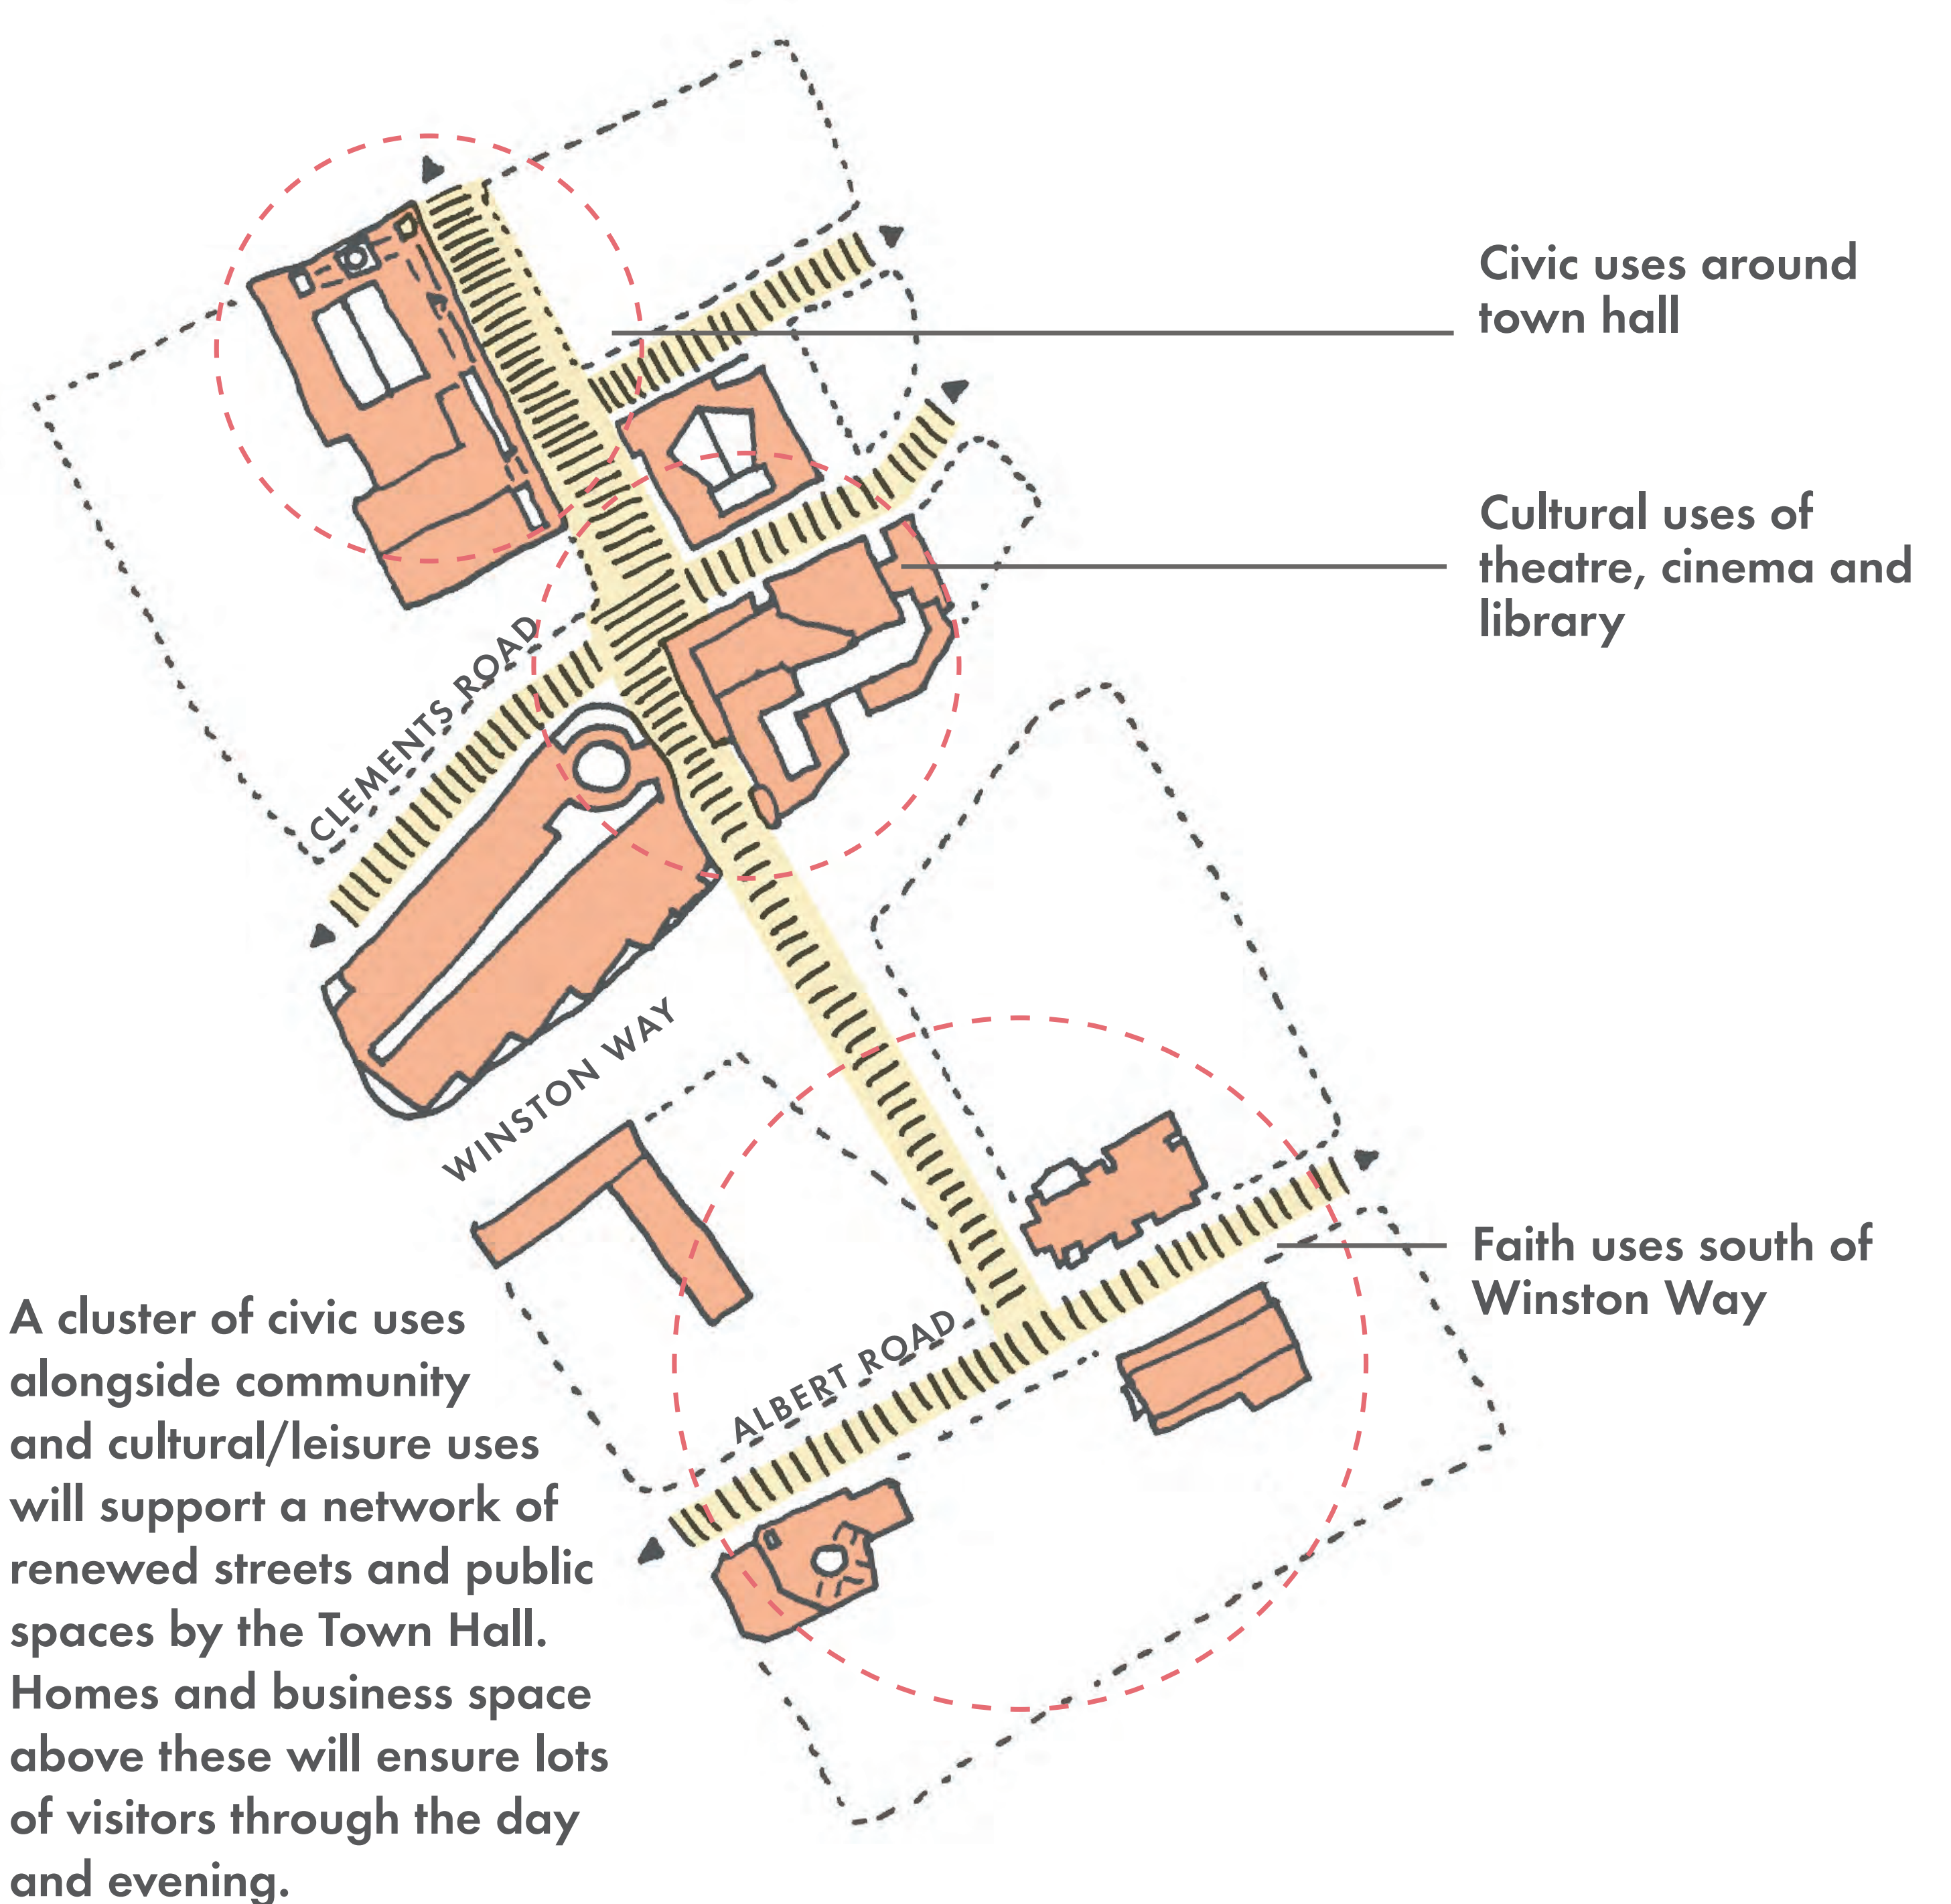 Civic uses around
town hall
Cultural uses of
theatre, cinema and
library
CLEMENTS ROAD
WINSTON WAY
Faith uses south of
Winston Way
ALBERT ROAD
A cluster of civic uses
alongside community
and cultural/leisure uses
will support a network of
renewed streets and public
spaces by the Town Hall.
Homes and business space
above these will ensure lots
of visitors through the day
and evening.